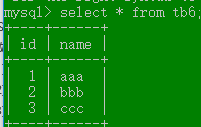 mysql> select * from tb6;
+----+------+
| id | name |
+----+------+
|  1 | aaa  |
|  2 | bbb  |
|  3 | ccc  |
+----+------+